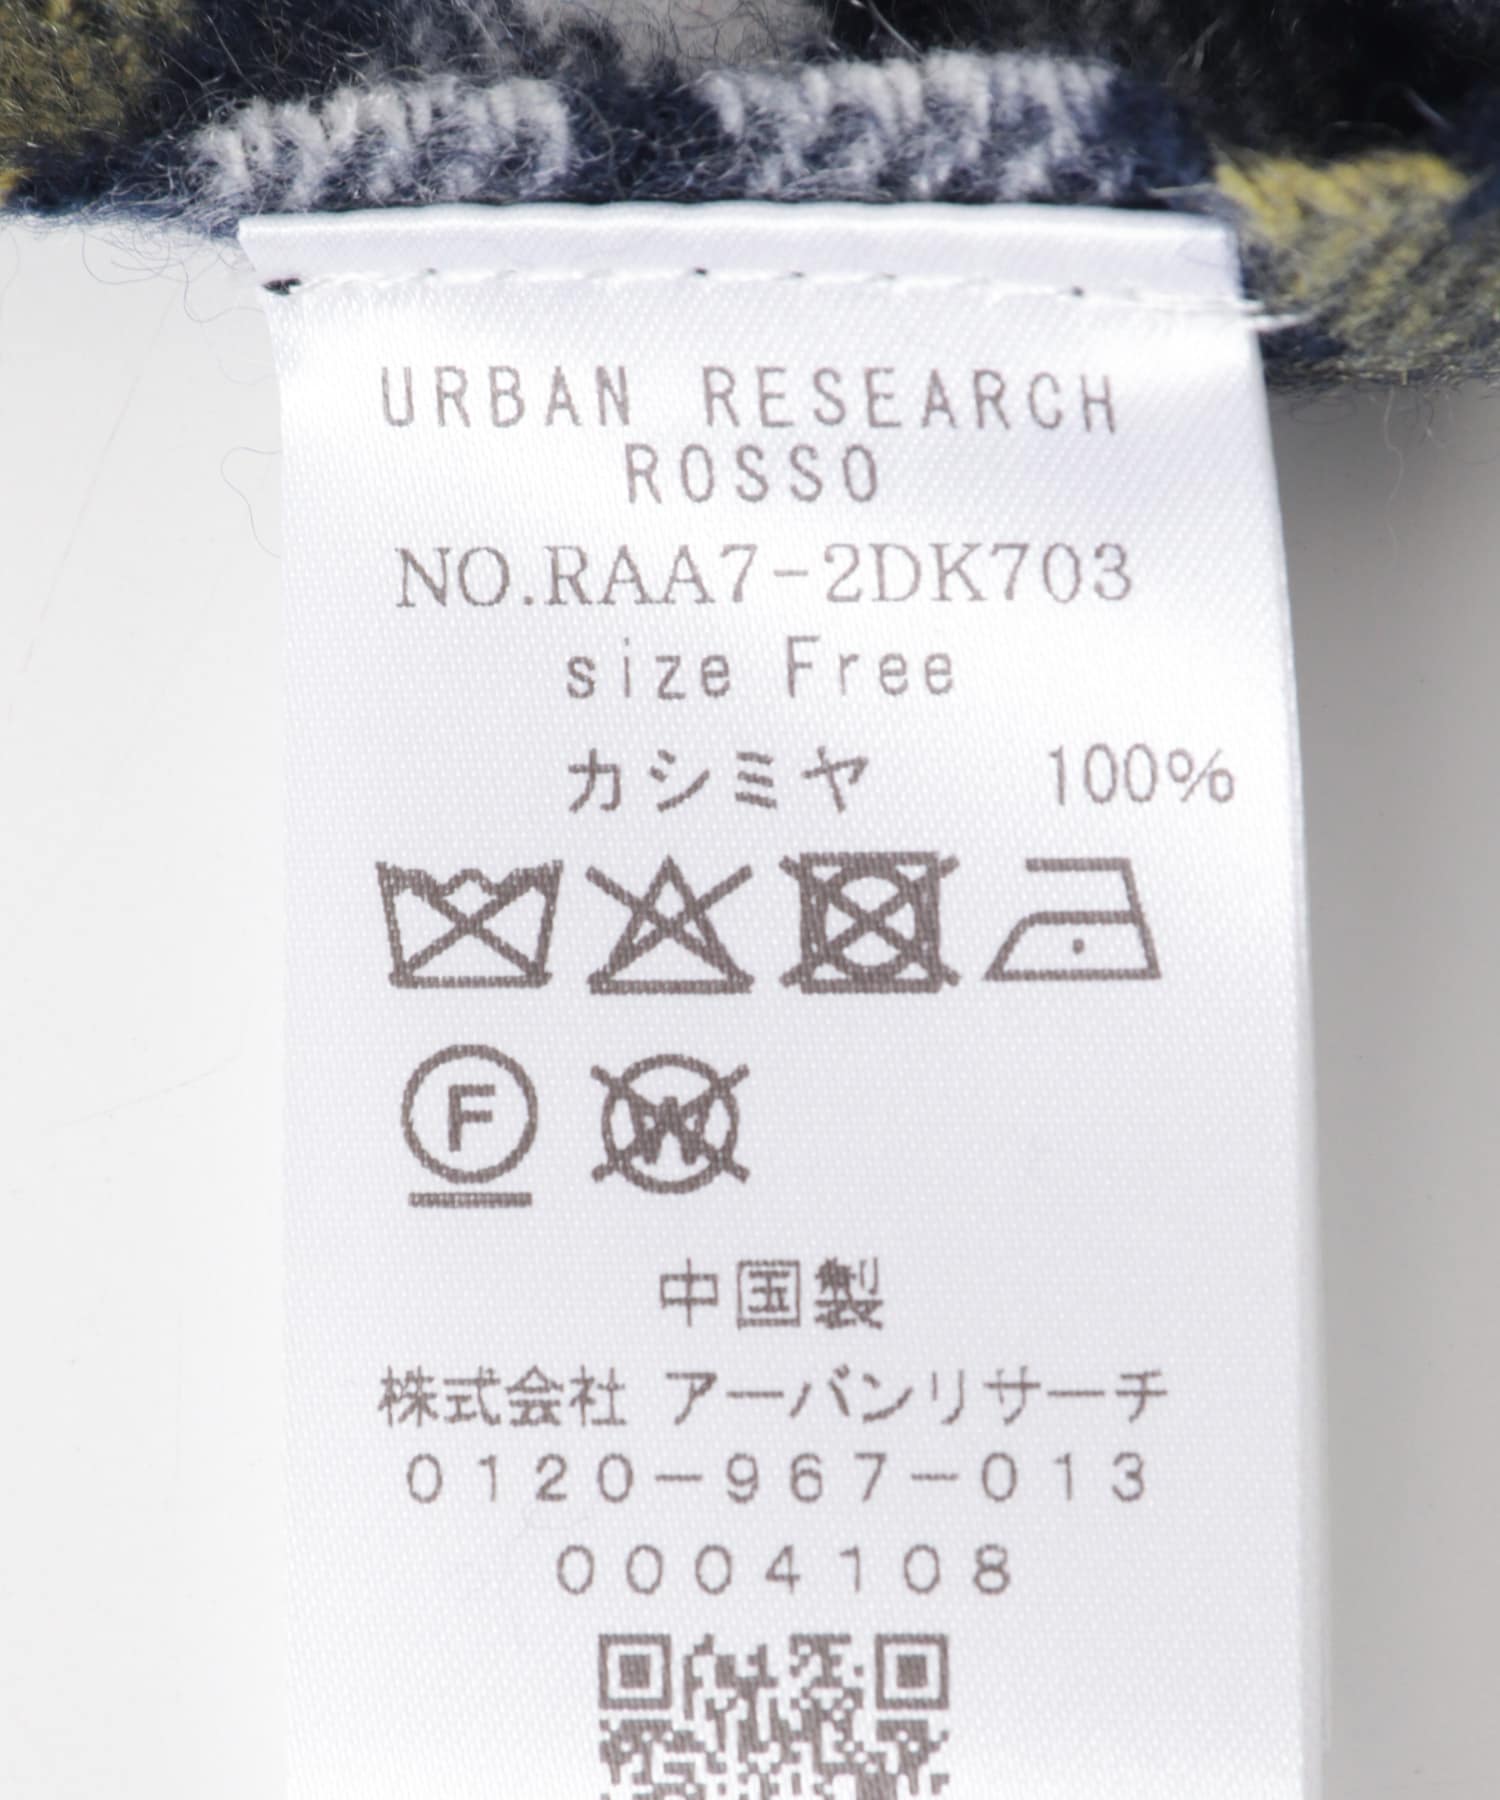 URBAN RESEARCH
ROSSO
NO.RAA7-2DK703
size Free
カシミヤ 100%
F
W
中国製
株式会社 アーバンリサーチ
0120-967-013
0004108